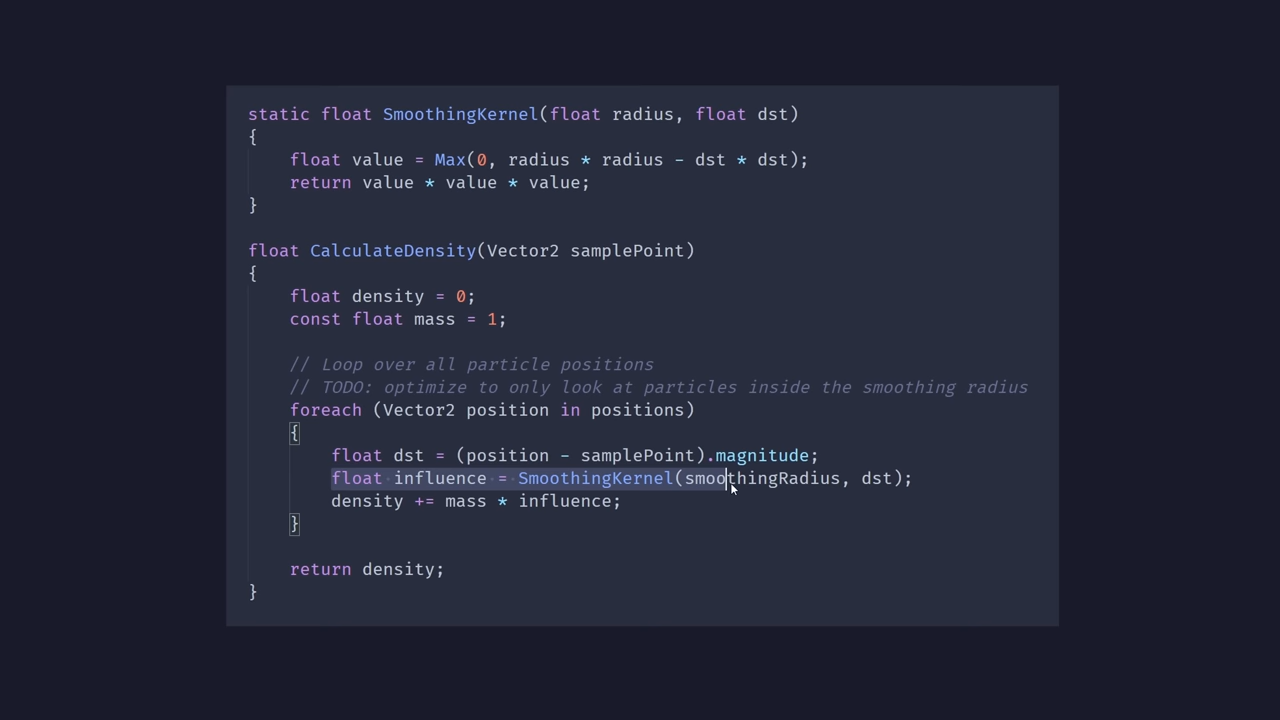 static float SmoothingKernel(float radius, float dst)
{
    float value = Max(0, radius * radius - dst * dst);
    return value * value * value;
}

float CalculateDensity(Vector2 samplePoint)
{
    float density = 0;
    const float mass = 1;

    // Loop over all particle positions
    // TODO: optimize to only look at particles inside the smoothing radius
    foreach (Vector2 position in positions)
    {
        float dst = (position - samplePoint).magnitude;
        float influence = SmoothingKernel(smoothingRadius, dst);
        density += mass * influence;
    }

    return density;
}